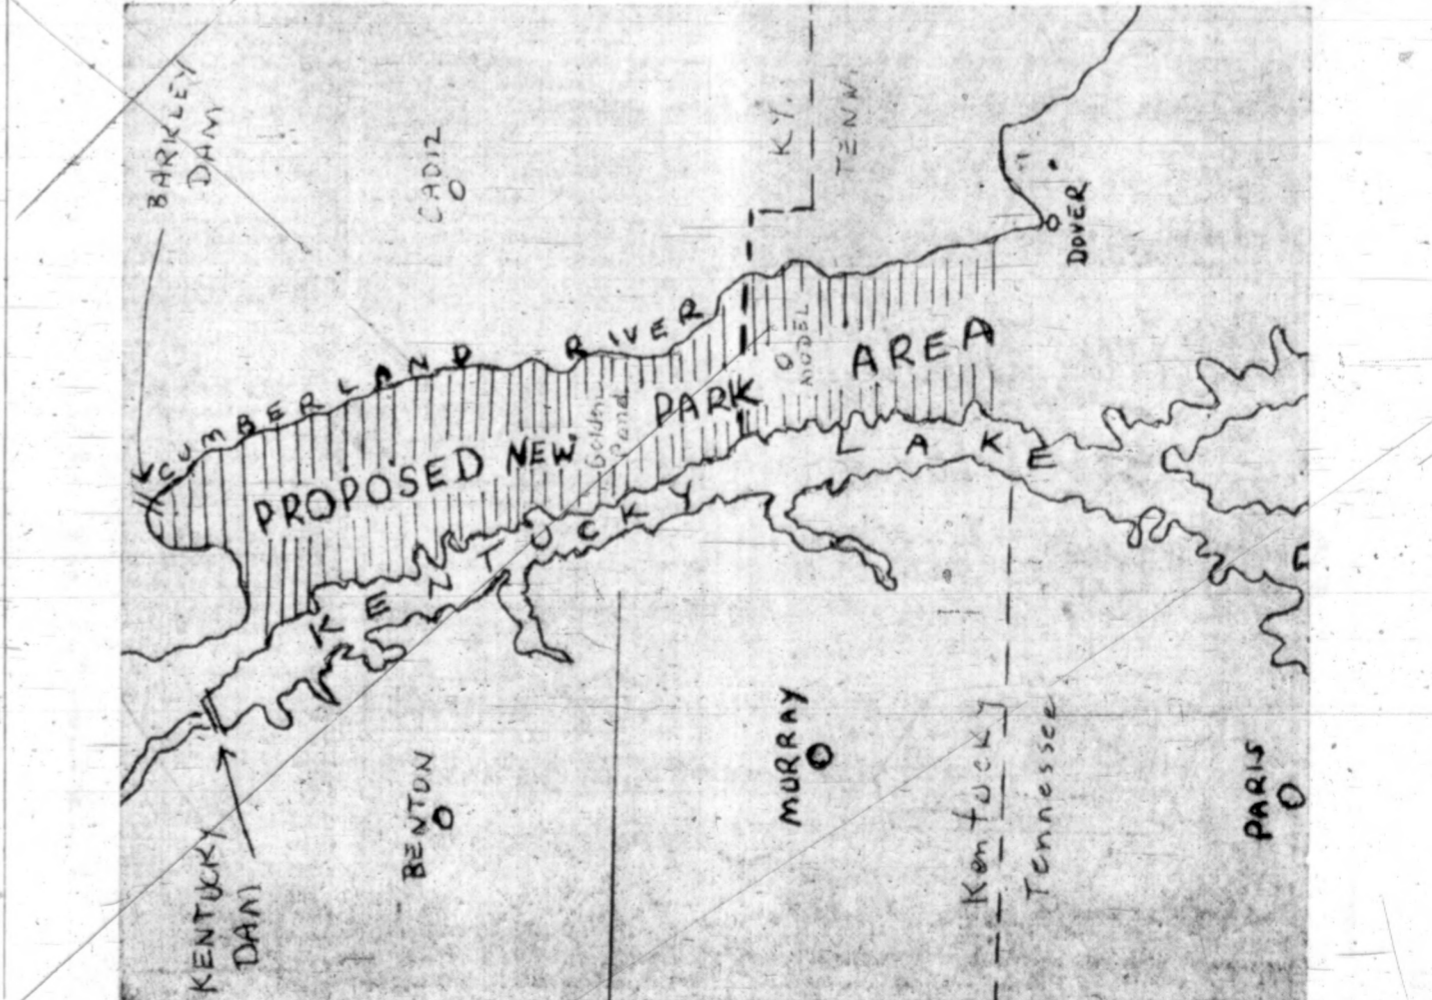 BARKLEY
DAM
CADIZ
KY.
TENN.
DOVER
CUMBERLAND RIVER
MODEL
PROPOSED NEW PARK AREA
Golden
Pond
KENTUCKY LAKE
MURRAY
BENTON
Kentucky
Tennessee
PARIS
KENTUCKY
DAM